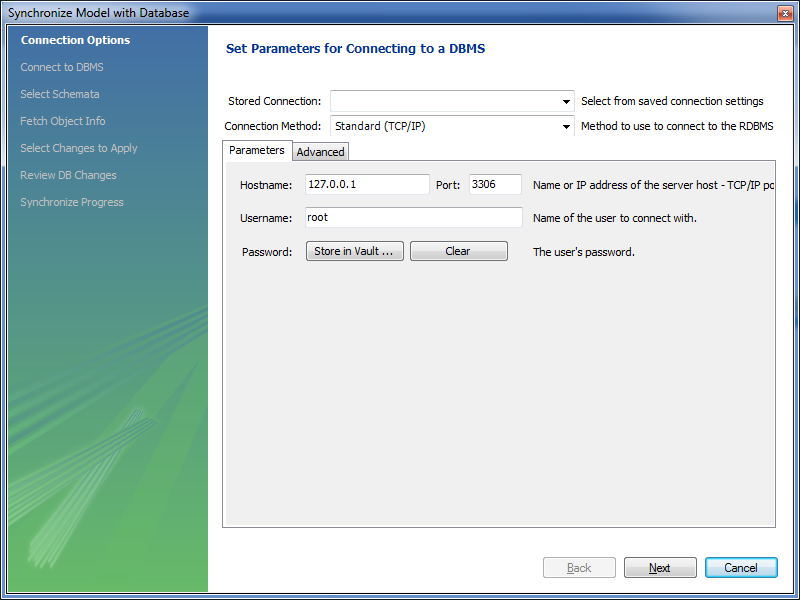 Synchronize Model with Database
Connection Options
Connect to DBMS
Select Schemata
Fetch Object Info
Select Changes to Apply
Review DB Changes
Synchronize Progress
Set Parameters for Connecting to a DBMS
Stored Connection: Select from saved connection settings
Connection Method: Standard (TCP/IP) Method to use to connect to the RDBMS
Parameters Advanced
Hostname: 127.0.0.1 Port: 3306 Name or IP address of the server host - TCP/IP po
Username: root Name of the user to connect with.
Password: Store in Vault ... Clear The user's password.
Back Next Cancel